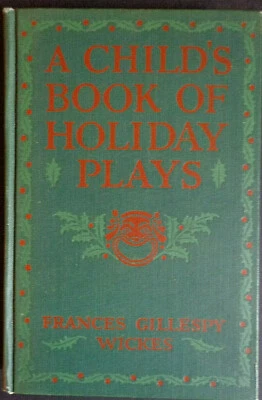 A CHILD'S
BOOK OF
HOLIDAY
PLAYS
FRANCES GILLESPY
WICKES